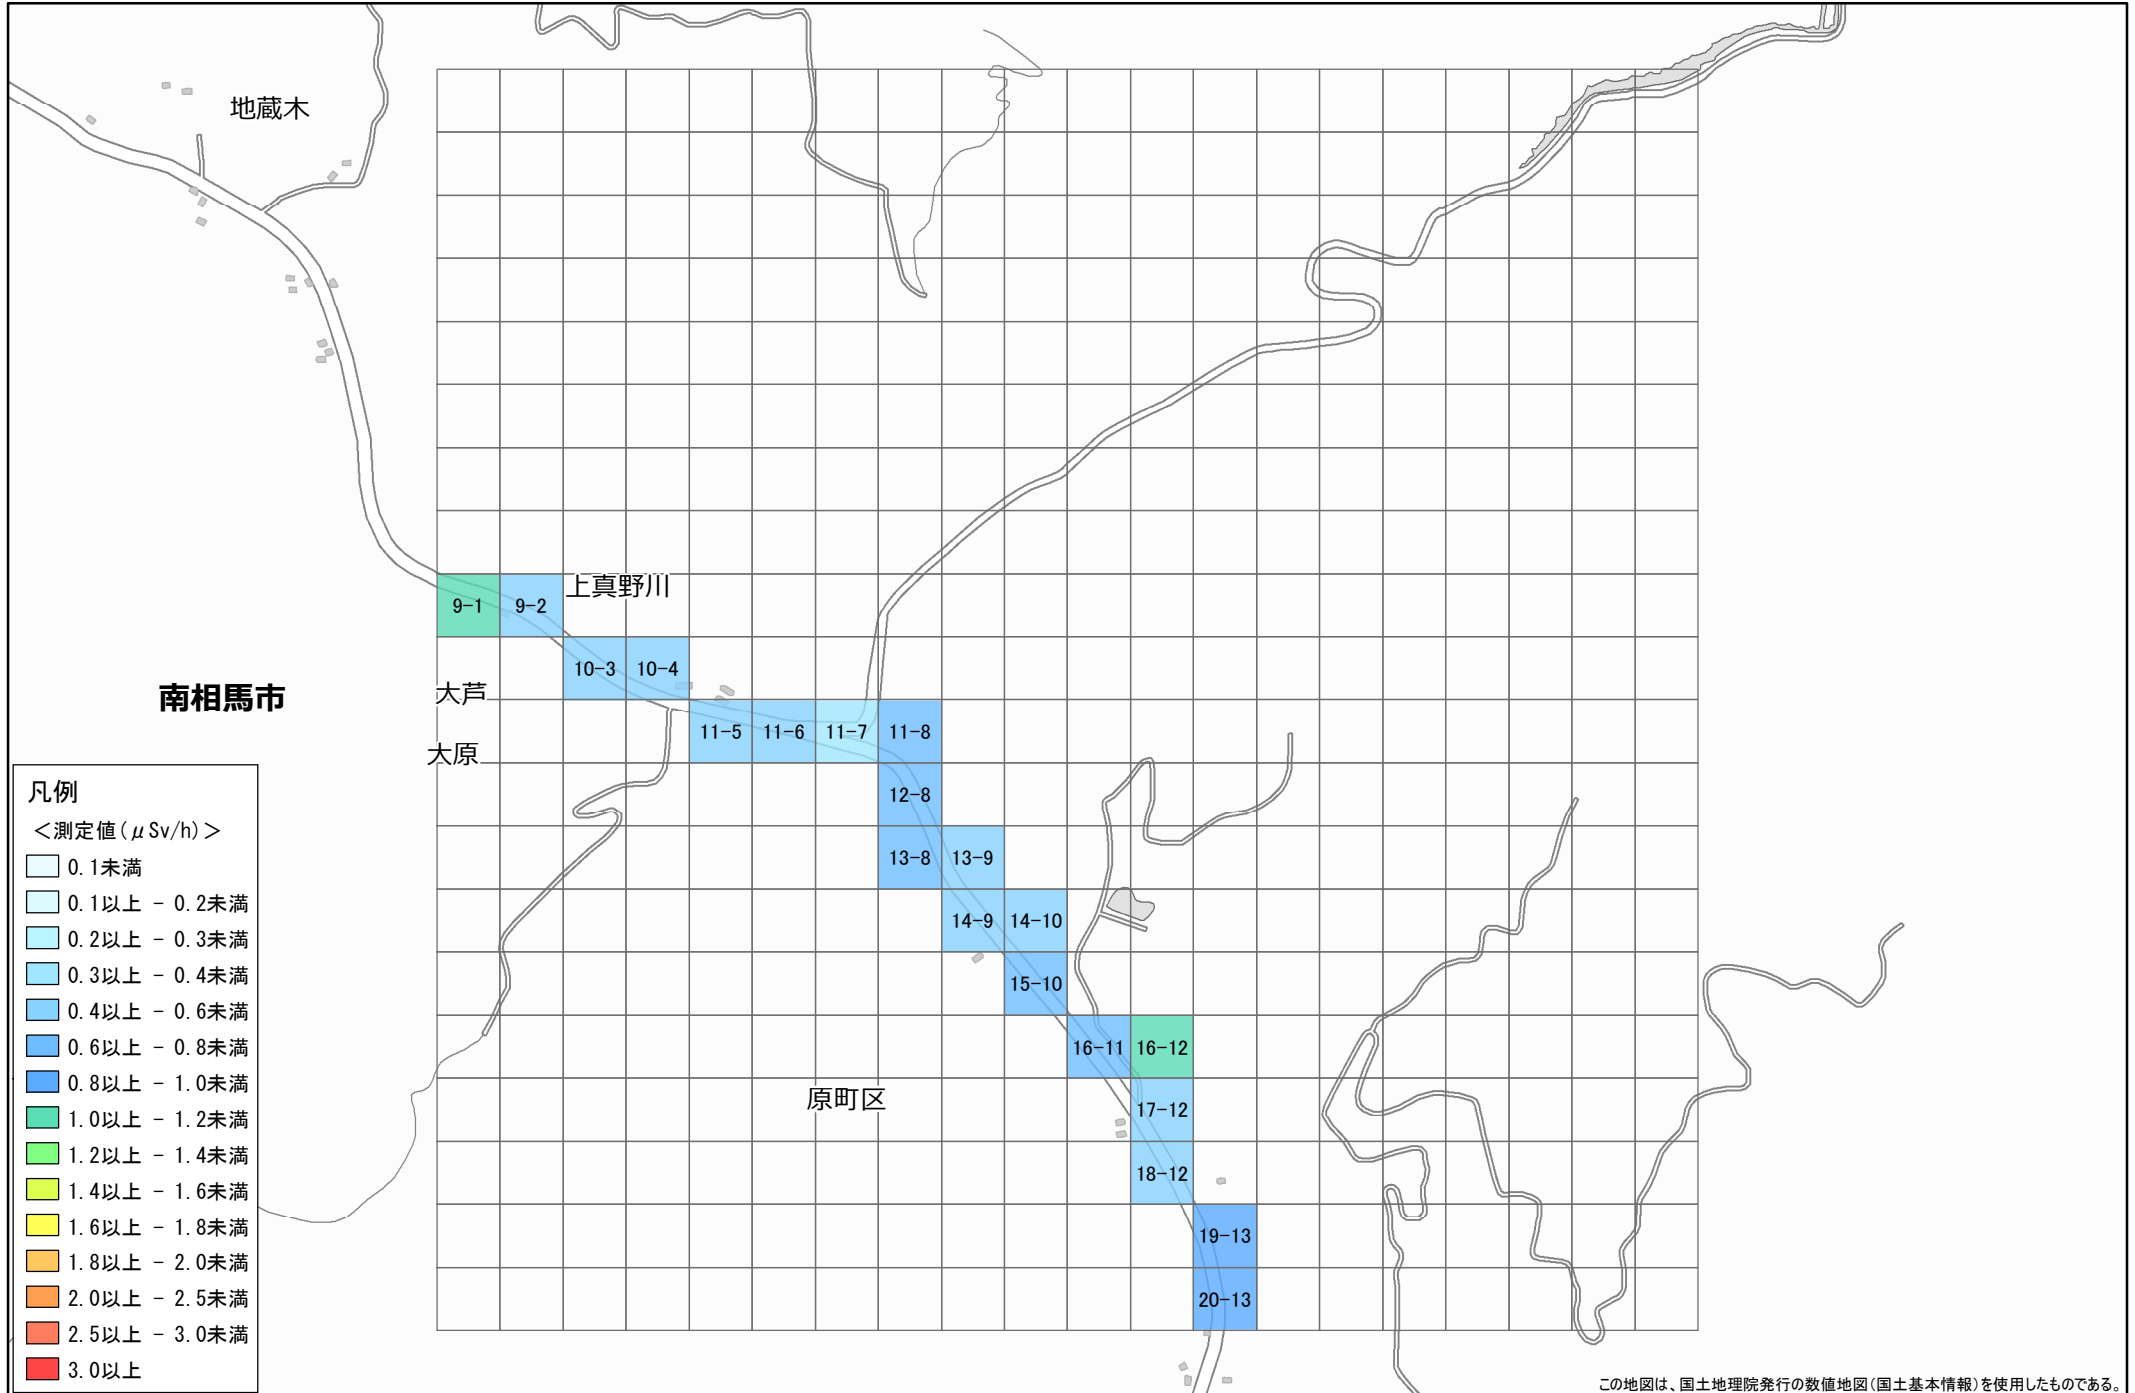 地蔵木
9-1
9-2
上真野川
10-3
10-4
南相馬市
大芦
11-5
11-6
11-7
11-8
大原
12-8
13-8
13-9
14-9
14-10
15-10
16-11
16-12
原町区
17-12
18-12
19-13
20-13
凡例
＜測定値(μSv/h)＞
0.1未満
0.1以上 - 0.2未満
0.2以上 - 0.3未満
0.3以上 - 0.4未満
0.4以上 - 0.6未満
0.6以上 - 0.8未満
0.8以上 - 1.0未満
1.0以上 - 1.2未満
1.2以上 - 1.4未満
1.4以上 - 1.6未満
1.6以上 - 1.8未満
1.8以上 - 2.0未満
2.0以上 - 2.5未満
2.5以上 - 3.0未満
3.0以上
この地図は、国土地理院発行の数値地図(国土基本情報)を使用したものである。